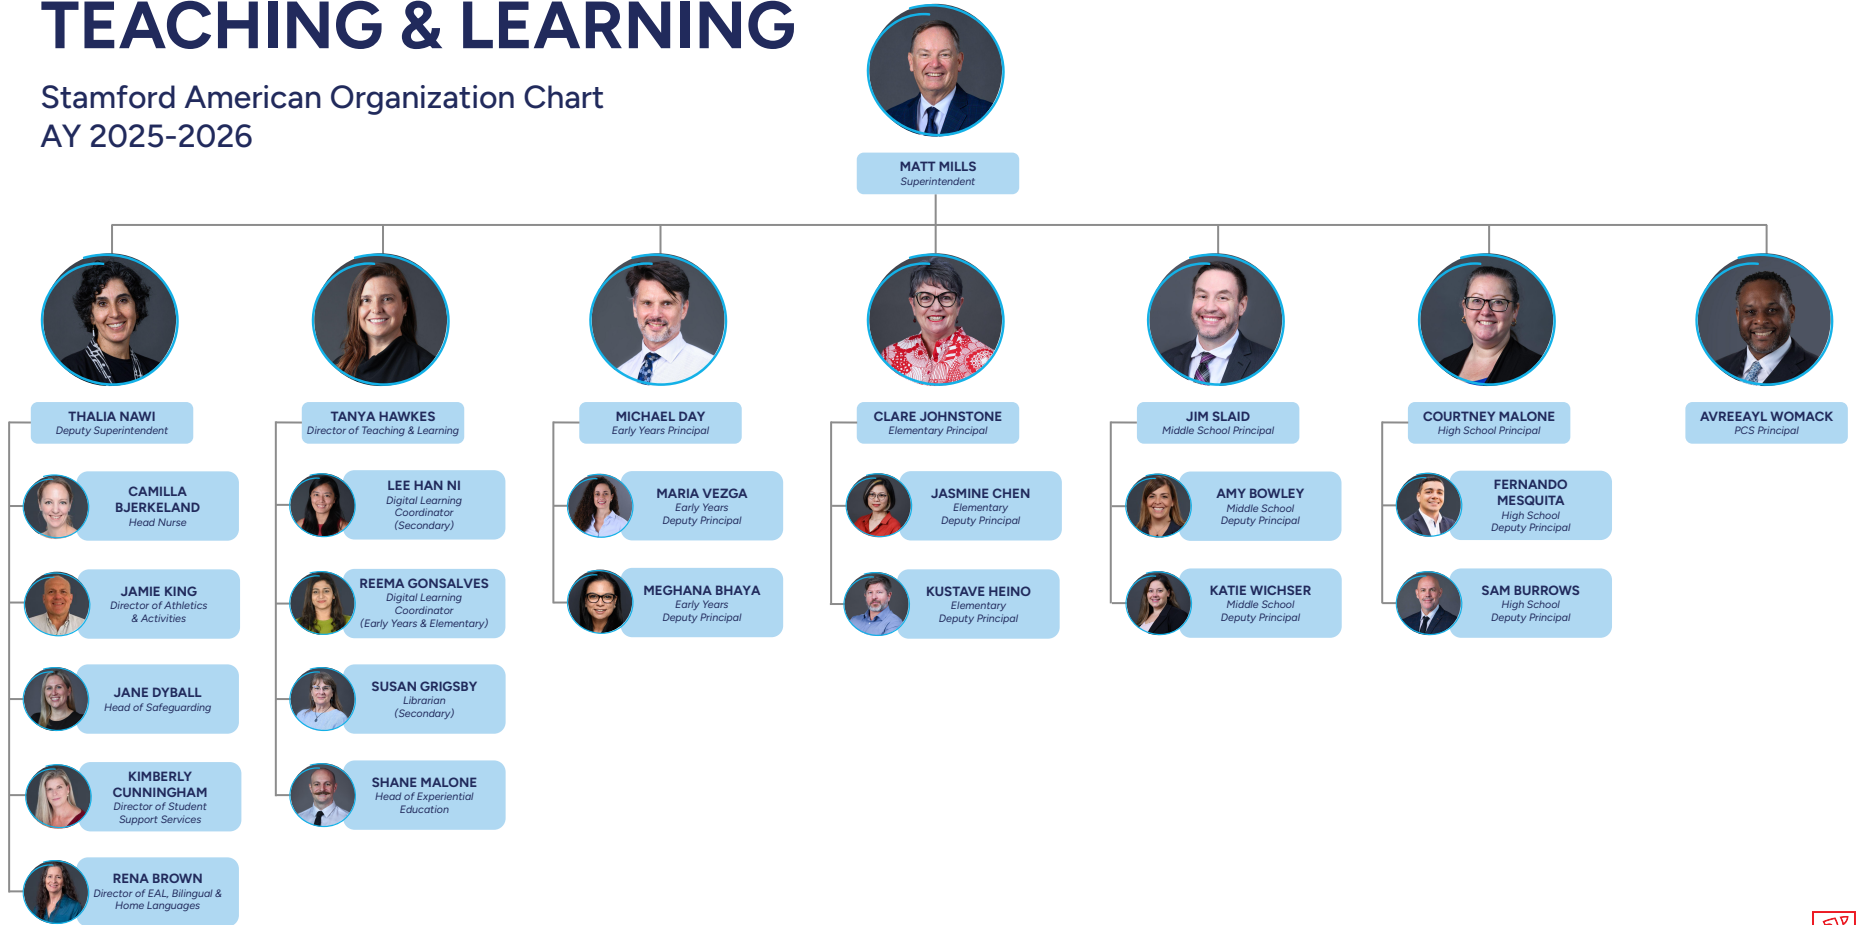 TEACHING & LEARNING
Stamford American Organization Chart
AY 2025-2026
MATT MILLS
Superintendent
THALIA NAWI
Deputy Superintendent
TANYA HAWKES
Director of Teaching & Learning
MICHAEL DAY
Early Years Principal
CLARE JOHNSTONE
Elementary Principal
JIM SLAID
Middle School Principal
COURTNEY MALONE
High School Principal
AVREEAYL WOMACK
PCS Principal
CAMILLA
BJERKELAND
Head Nurse
JAMIE KING
Director of Athletics
& Activities
JANE DYBALL
Head of Safeguarding
KIMBERLY
CUNNINGHAM
Director of Student
Support Services
RENA BROWN
Director of EAL, Bilingual &
Home Languages
LEE HAN NI
Digital Learning
Coordinator
(Secondary)
REEMA GONSALVES
Digital Learning
Coordinator
(Early Years & Elementary)
SUSAN GRIGSBY
Librarian
(Secondary)
SHANE MALONE
Head of Experiential
Education
MARIA VEZGA
Early Years
Deputy Principal
MEGHANA BHAYA
Early Years
Deputy Principal
JASMINE CHEN
Elementary
Deputy Principal
KUSTAVE HEINO
Elementary
Deputy Principal
AMY BOWLEY
Middle School
Deputy Principal
KATIE WICHSER
Middle School
Deputy Principal
FERNANDO
MESQUITA
High School
Deputy Principal
SAM BURROWS
High School
Deputy Principal